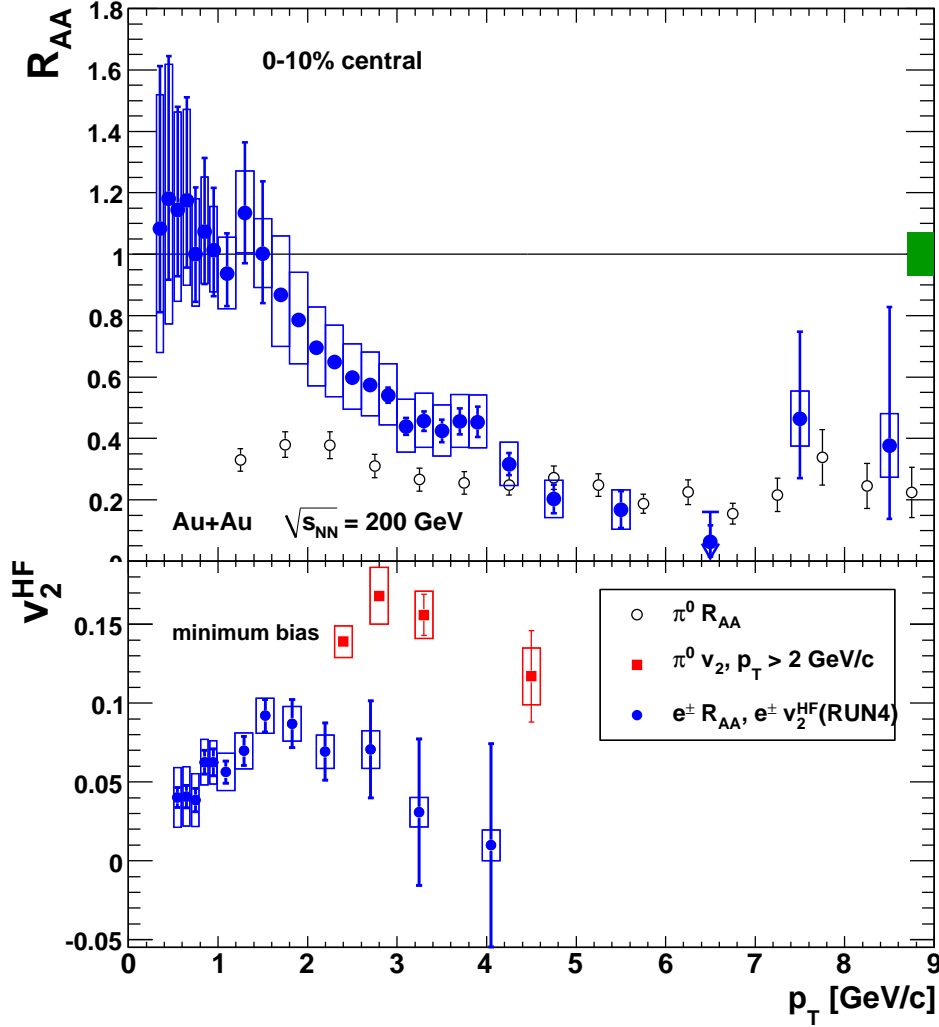 R_AA
1.8
1.6
1.4
1.2
1
0.8
0.6
0.4
0.2
0
0-10% central
Au+Au √s_NN = 200 GeV
v_2^HF
0.15
0.1
0.05
0
-0.05
minimum bias
π^0 R_AA
π^0 v_2, p_T > 2 GeV/c
e^± R_AA, e^± v_2^HF(RUN4)
0 1 2 3 4 5 6 7 8 9
p_T [GeV/c]